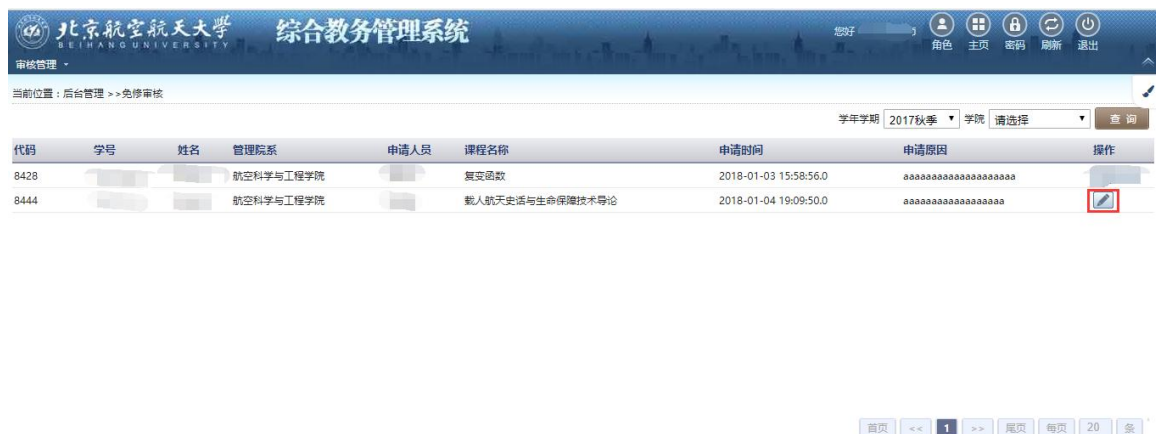 北京航空航天大学
BEIHANG UNIVERSITY
综合教务管理系统
您好
角色 主页 密码 刷新 退出
审核管理
当前位置：后台管理 >>免修审核
学年学期 2017秋季 学院 请选择 查 询
代码 学号 姓名 管理院系 申请人员 课程名称 申请时间 申请原因 操作
8428 航空科学与工程学院 复变函数 2018-01-03 15:58:56.0 aaaaaaaaaaaaaaaaaaaa
8444 航空科学与工程学院 载人航天史话与生命保障技术导论 2018-01-04 19:09:50.0 aaaaaaaaaaaaaaaaaa
首页 << 1 >> 尾页 每页 20 条